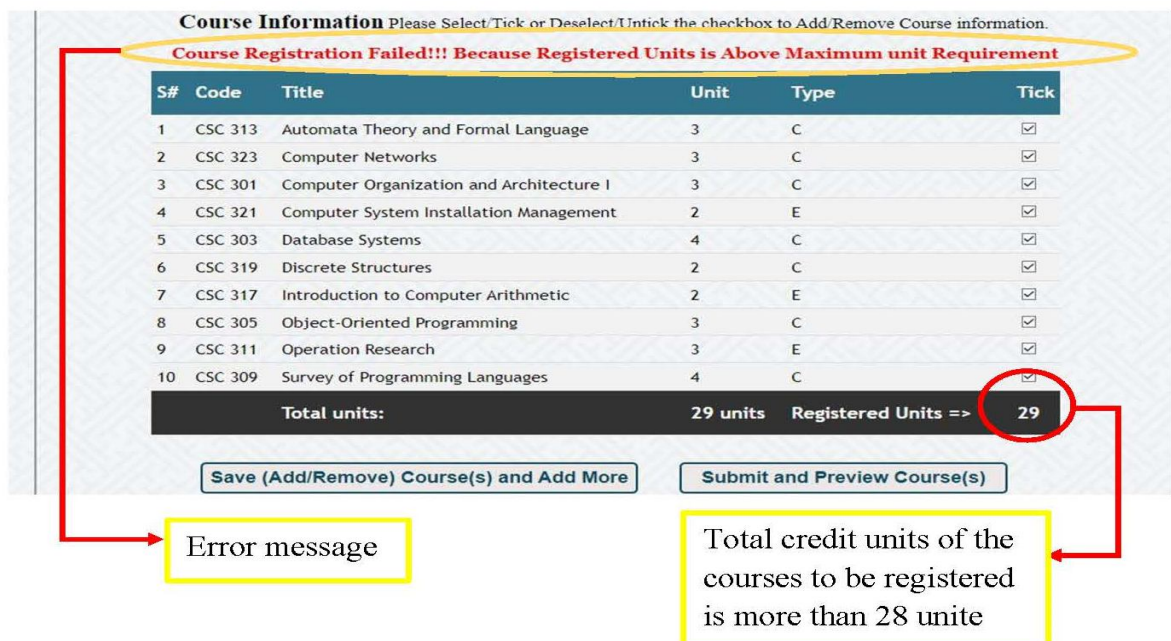 Course Information Please Select/Tick or Deselect/Untick the checkbox to Add/Remove Course information.
Course Registration Failed!!! Because Registered Units is Above Maximum unit Requirement
S# Code Title Unit Type Tick
1 CSC 313 Automata Theory and Formal Language 3 C
2 CSC 323 Computer Networks 3 C
3 CSC 301 Computer Organization and Architecture I 3 C
4 CSC 321 Computer System Installation Management 2 E
5 CSC 303 Database Systems 4 C
6 CSC 319 Discrete Structures 2 C
7 CSC 317 Introduction to Computer Arithmetic 2 E
8 CSC 305 Object-Oriented Programming 3 C
9 CSC 311 Operation Research 3 E
10 CSC 309 Survey of Programming Languages 4 C
Total units: 29 units Registered Units => 29
Save (Add/Remove) Course(s) and Add More
Submit and Preview Course(s)
Error message
Total credit units of the
courses to be registered
is more than 28 unite